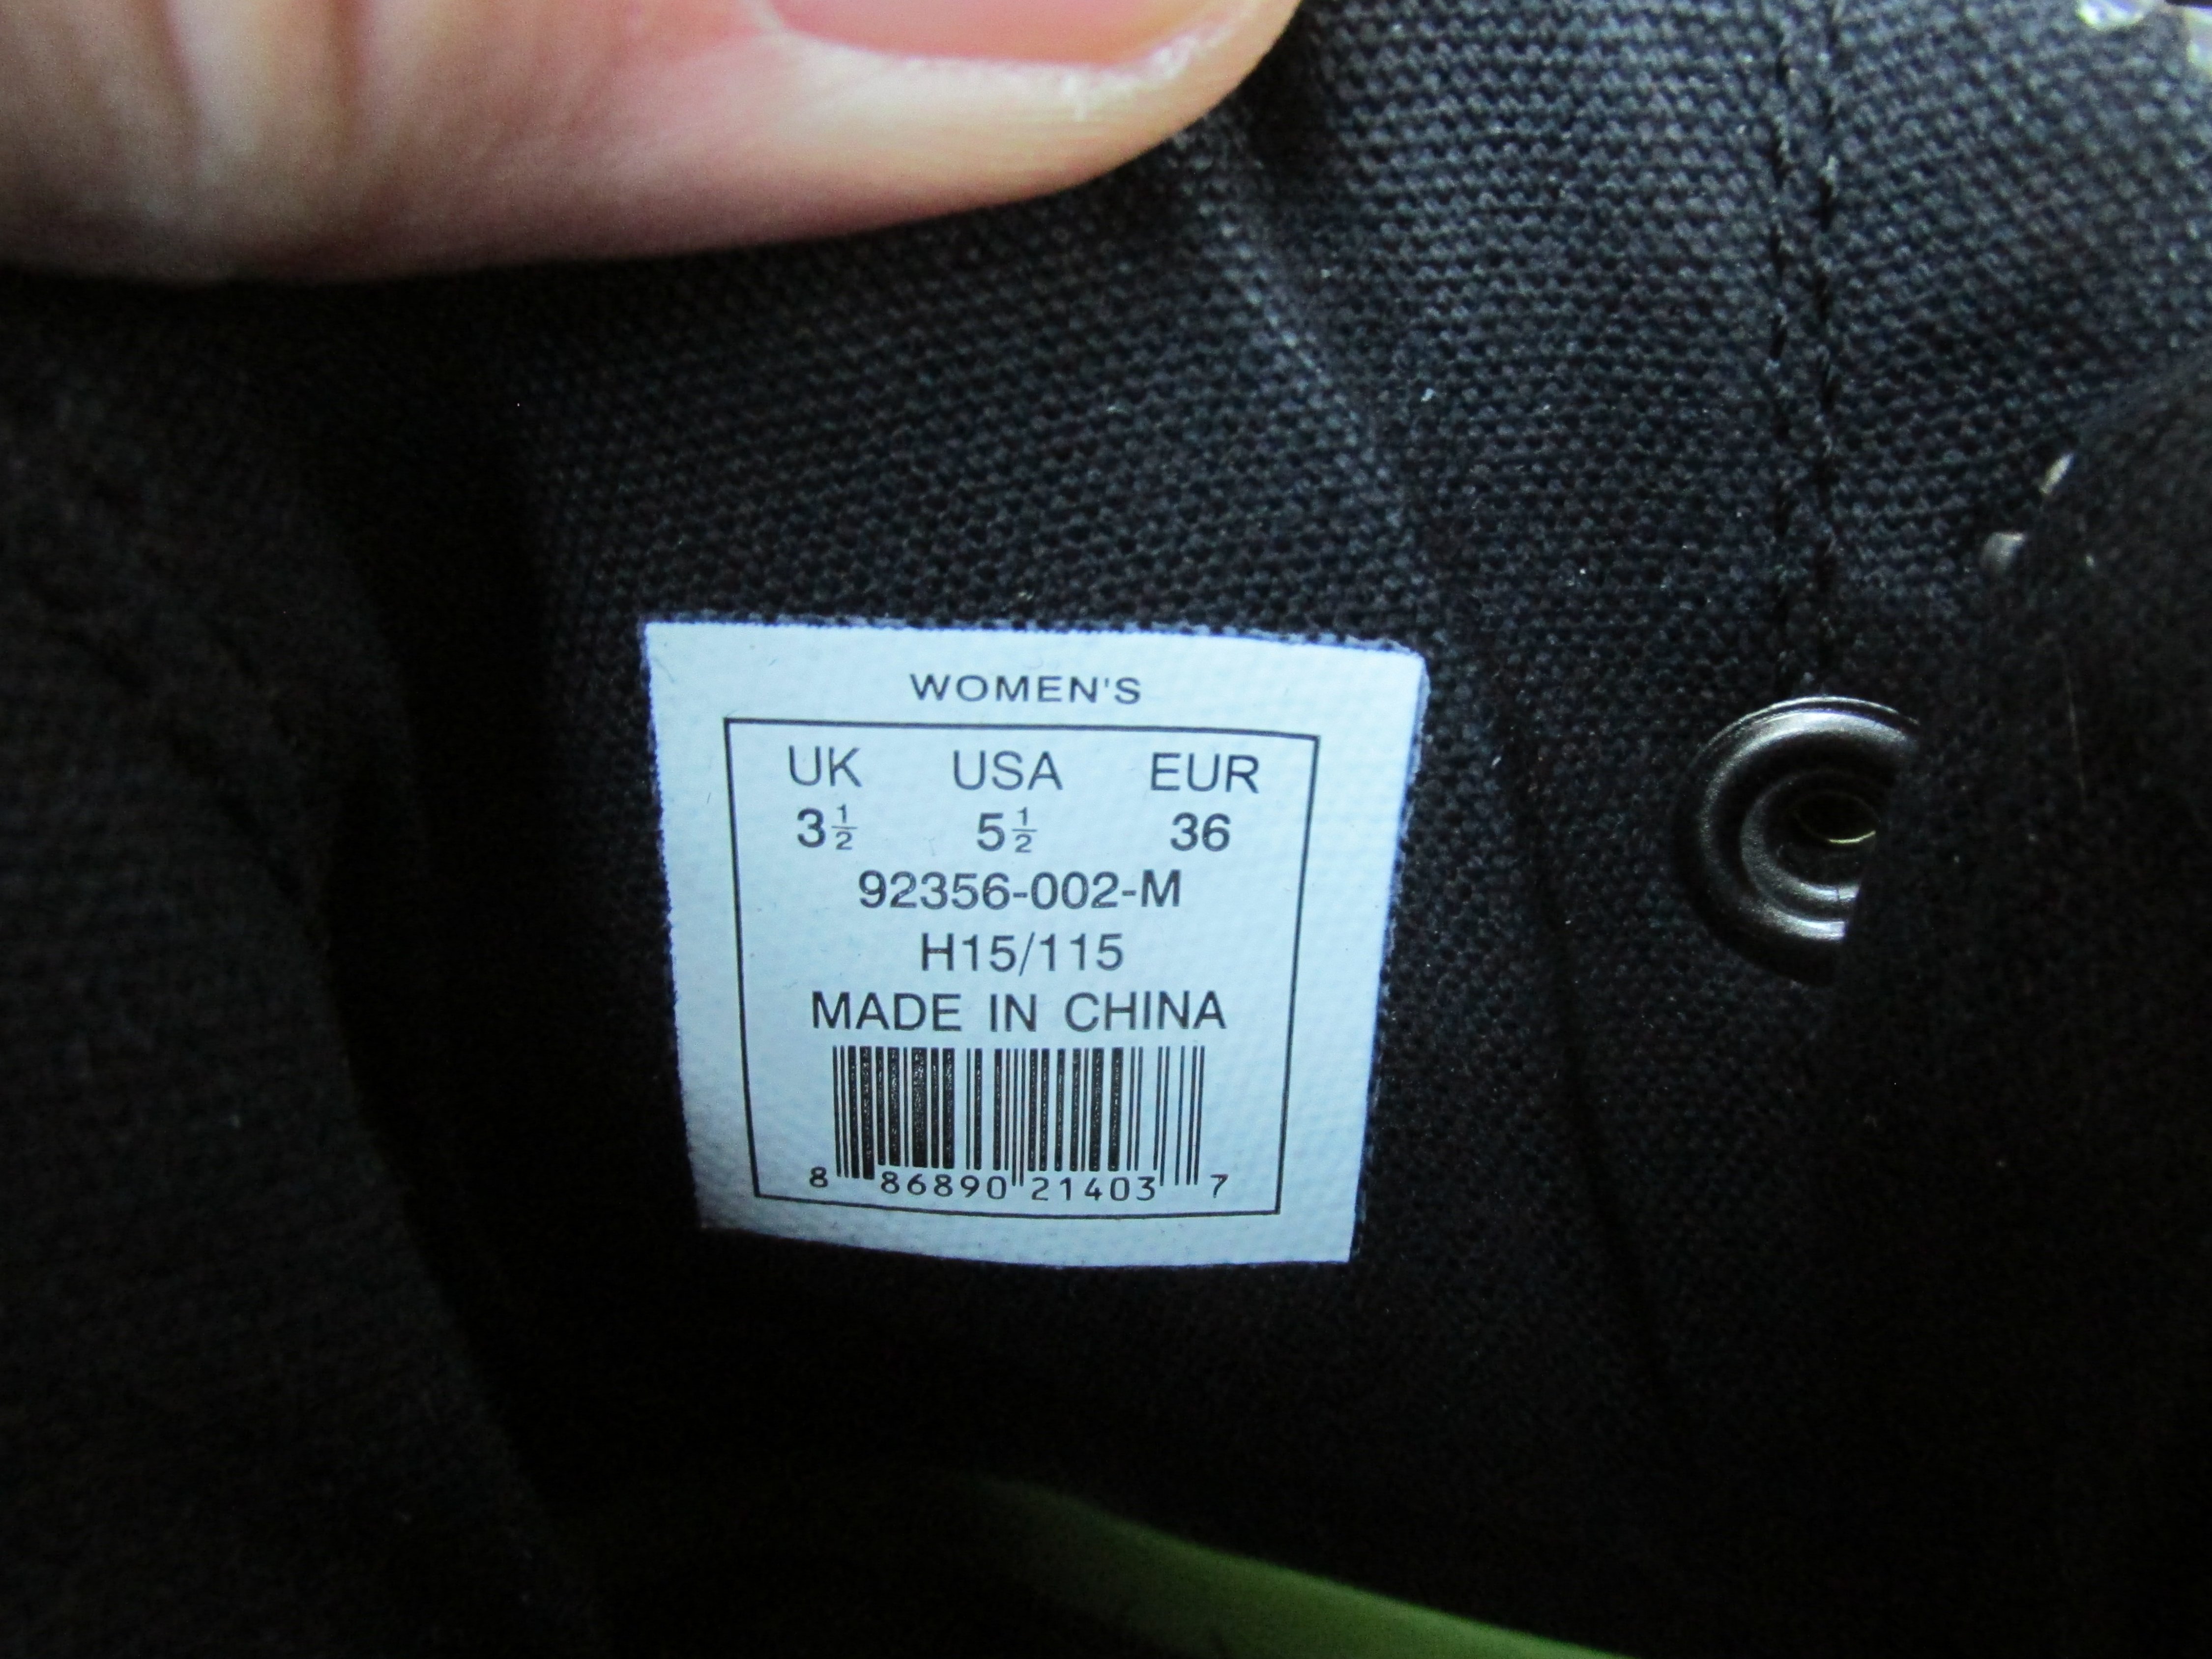 WOMEN'S
UK USA EUR
3½ 5½ 36
92356-002-M
H15/115
MADE IN CHINA
8 86890 21403 7